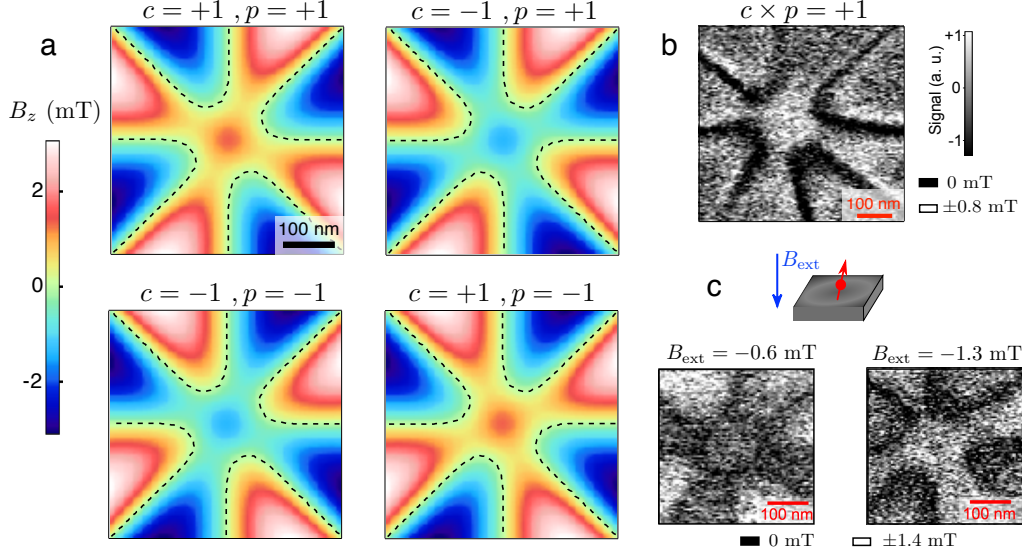 a
c = +1 , p = +1
c = −1 , p = +1
B_z (mT)
2
0
-2
100 nm
c = −1 , p = −1
c = +1 , p = −1
b
c × p = +1
Signal (a. u.)
+1
0
-1
0 mT
±0.8 mT
100 nm
c
B_ext
B_ext = −0.6 mT
B_ext = −1.3 mT
100 nm
100 nm
0 mT
±1.4 mT